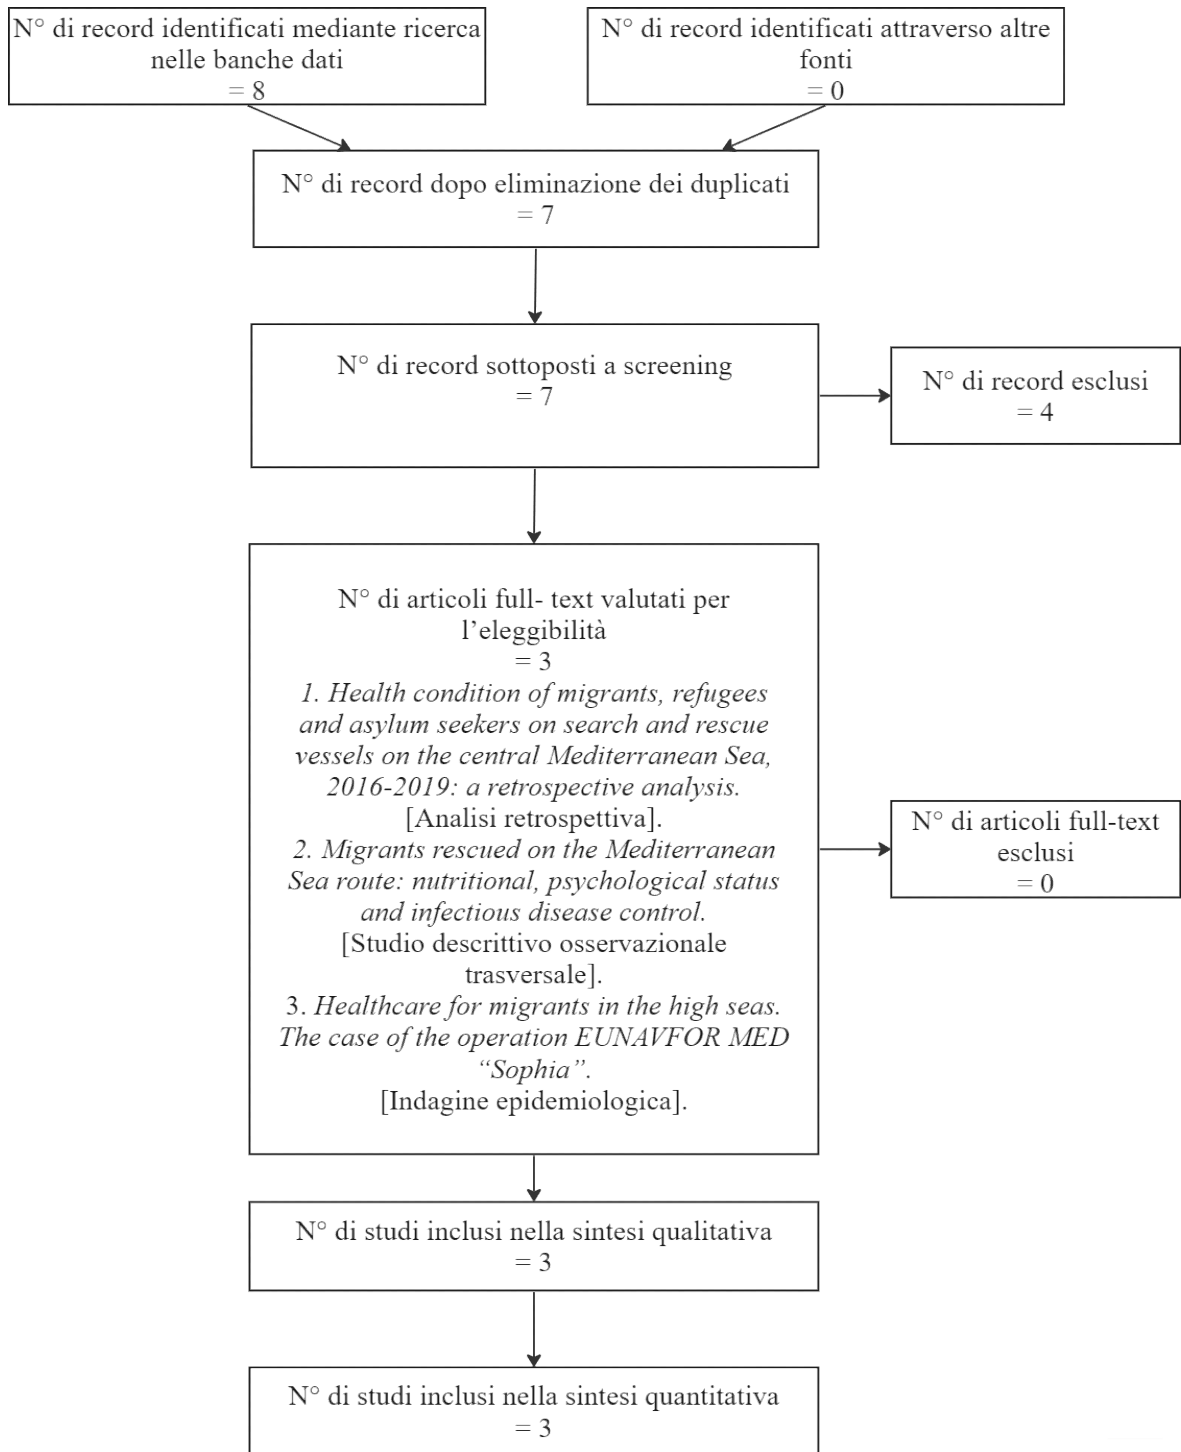 N° di record identificati mediante ricerca
nelle banche dati
= 8
N° di record identificati attraverso altre
fonti
= 0
N° di record dopo eliminazione dei duplicati
= 7
N° di record sottoposti a screening
= 7
N° di record esclusi
= 4
N° di articoli full- text valutati per
l’eleggibilità
= 3
1. Health condition of migrants, refugees
and asylum seekers on search and rescue
vessels on the central Mediterranean Sea,
2016-2019: a retrospective analysis.
[Analisi retrospettiva].
2. Migrants rescued on the Mediterranean
Sea route: nutritional, psychological status
and infectious disease control.
[Studio descrittivo osservazionale
trasversale].
3. Healthcare for migrants in the high seas.
The case of the operation EUNAVFOR MED
“Sophia”.
[Indagine epidemiologica].
N° di articoli full-text
esclusi
= 0
N° di studi inclusi nella sintesi qualitativa
= 3
N° di studi inclusi nella sintesi quantitativa
= 3